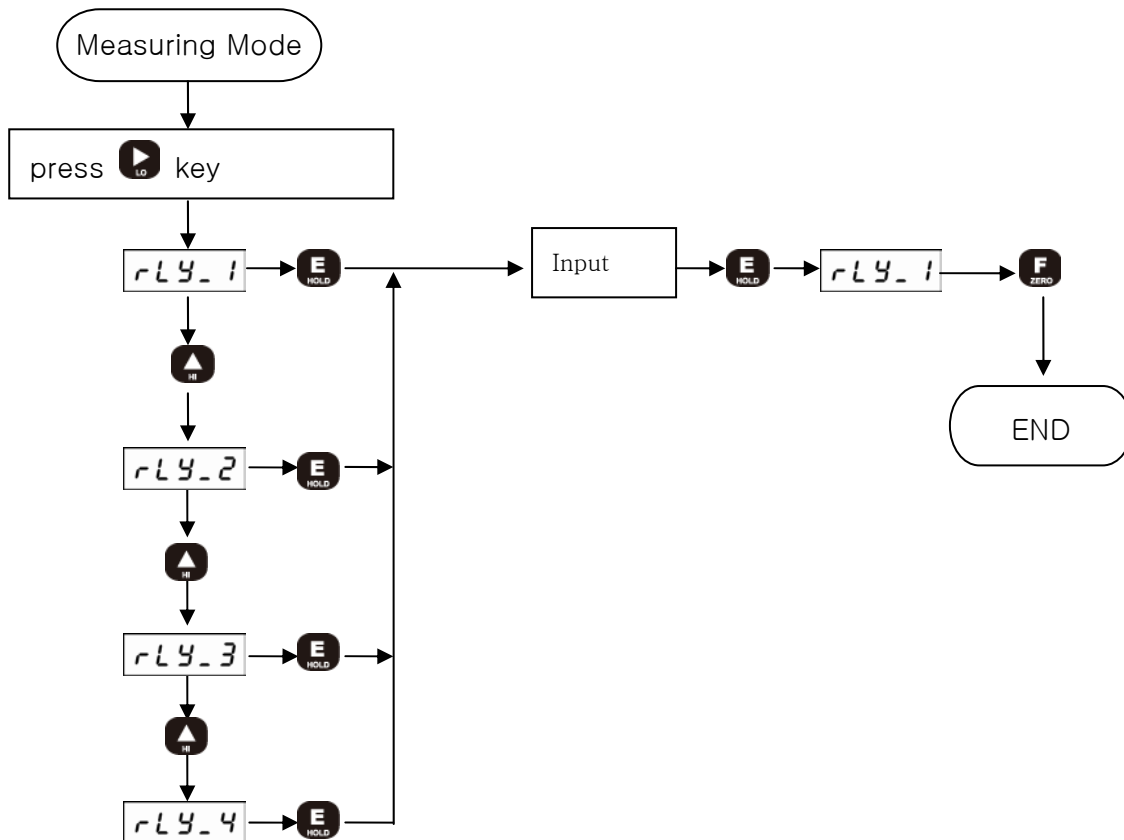 Measuring Mode
press LO key
rLY_1
E HOLD
Input
E HOLD
rLY_1
F ZERO
HI
END
rLY_2
E HOLD
HI
rLY_3
E HOLD
HI
rLY_4
E HOLD